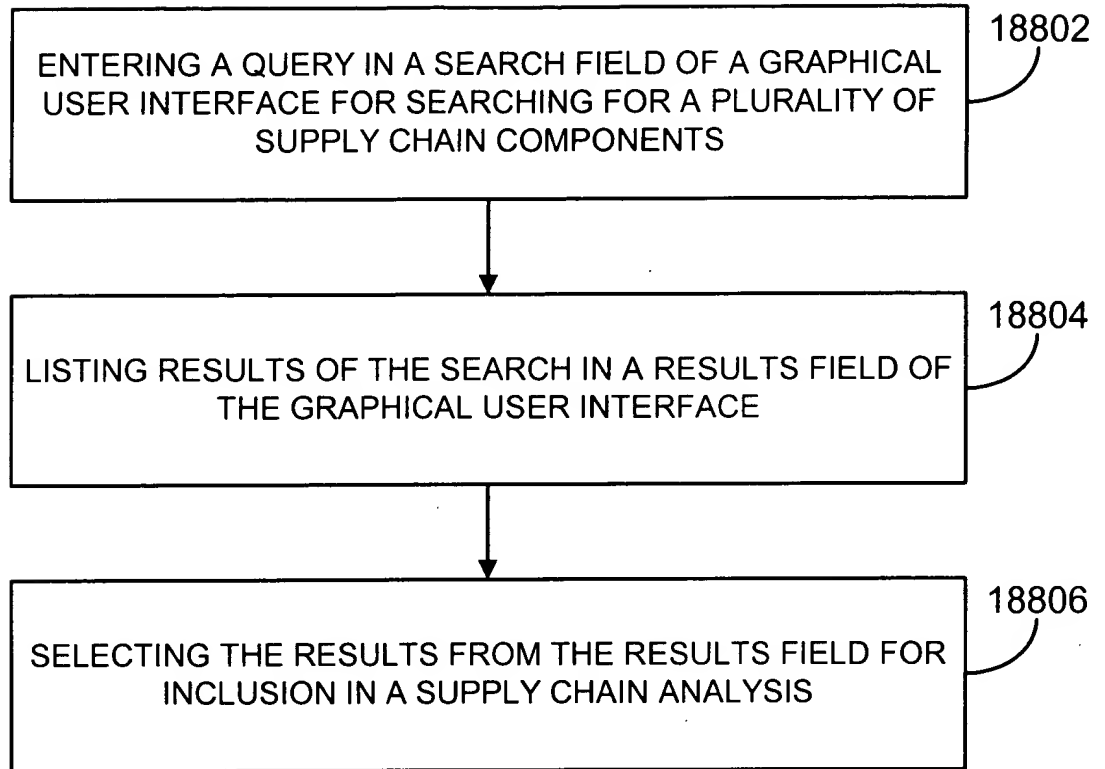 18802
ENTERING A QUERY IN A SEARCH FIELD OF A GRAPHICAL
USER INTERFACE FOR SEARCHING FOR A PLURALITY OF
SUPPLY CHAIN COMPONENTS
18804
LISTING RESULTS OF THE SEARCH IN A RESULTS FIELD OF
THE GRAPHICAL USER INTERFACE
18806
SELECTING THE RESULTS FROM THE RESULTS FIELD FOR
INCLUSION IN A SUPPLY CHAIN ANALYSIS